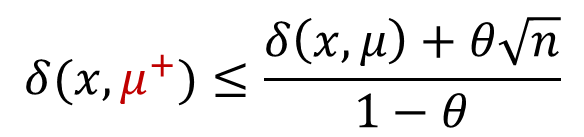 δ(x, μ⁺) ≤ (δ(x, μ) + θ√n) / (1 − θ)